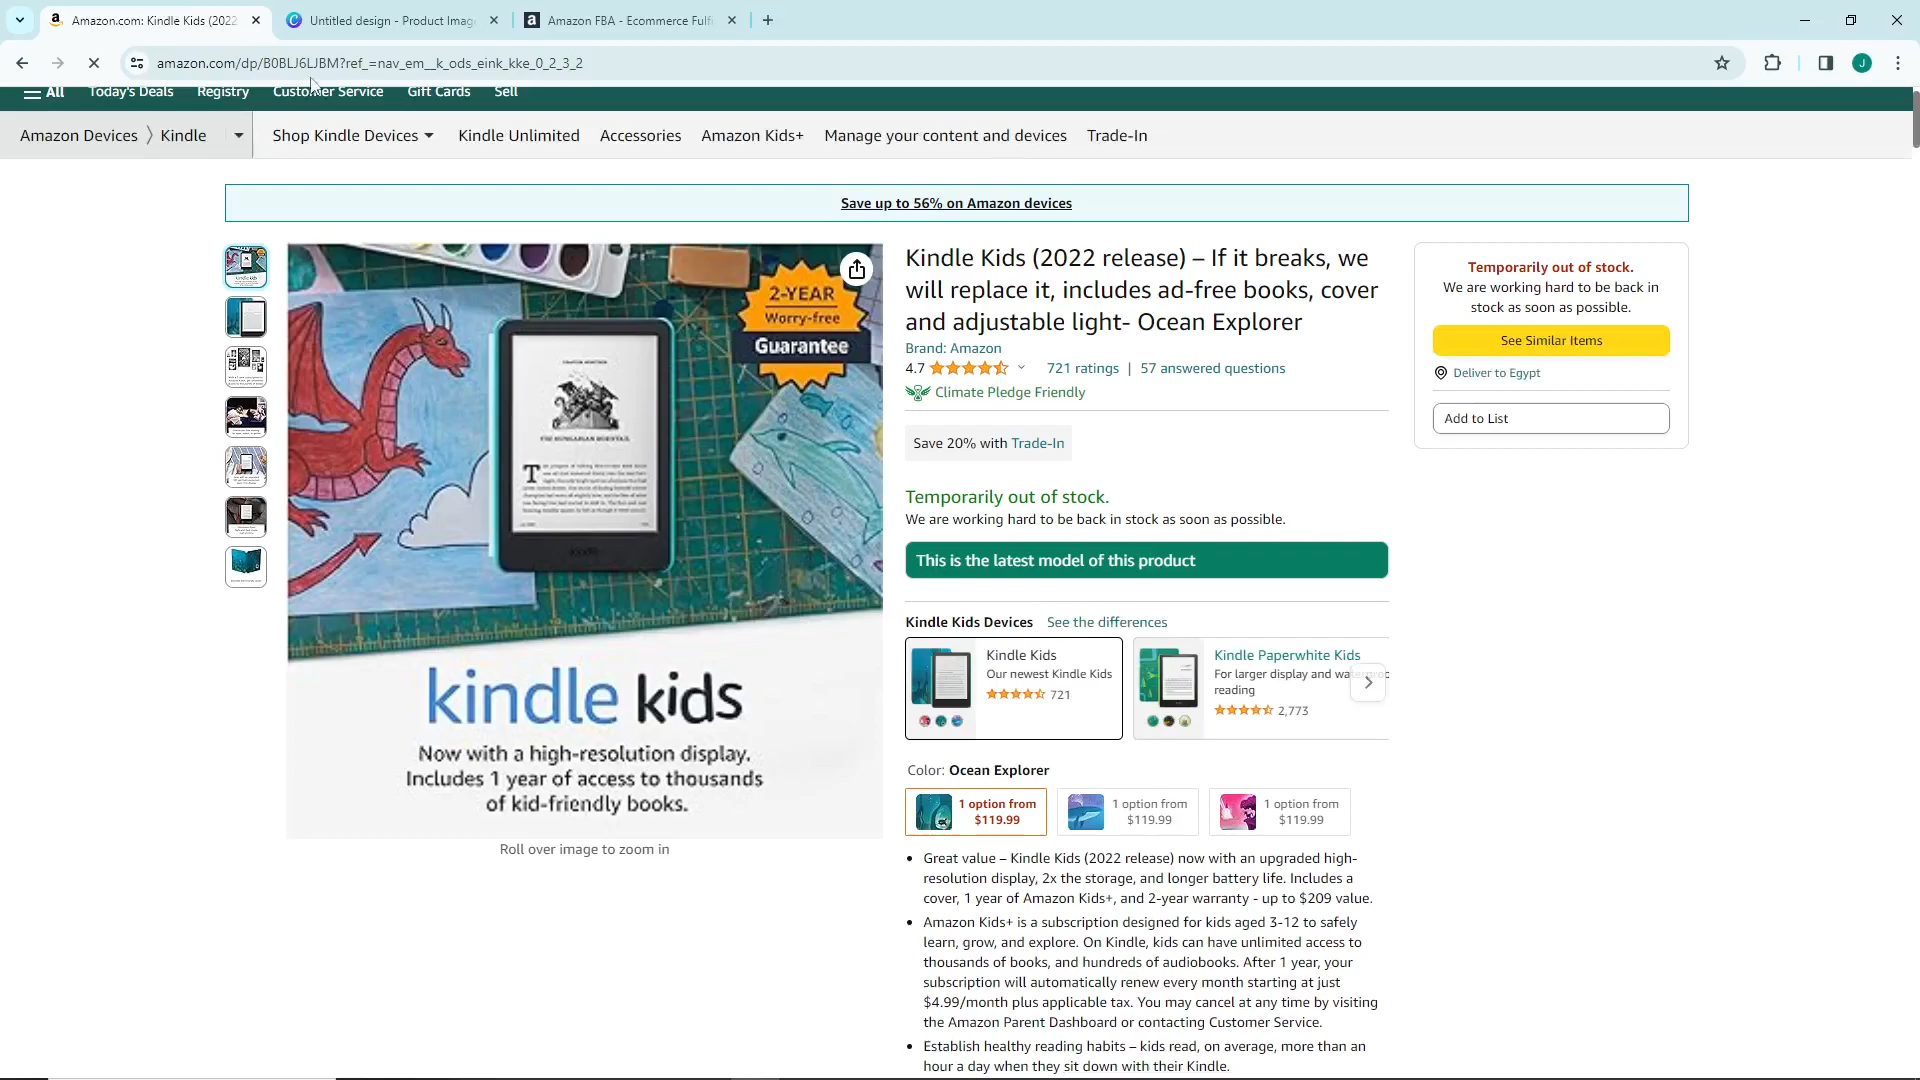 Amazon.com: Kindle Kids (2022
Untitled design - Product Imag
Amazon FBA - Ecommerce Fulfi
amazon.com/dp/B0BLJ6LJBM?ref_=nav_em__k_ods_eink_kke_0_2_3_2
J
All Today's Deals Registry Customer Service Gift Cards Sell
Amazon Devices 〉 Kindle Shop Kindle Devices Kindle Unlimited Accessories Amazon Kids+ Manage your content and devices Trade-In
Save up to 56% on Amazon devices
2-YEAR
Worry-free
Guarantee
kindle kids
Now with a high-resolution display.
Includes 1 year of access to thousands
of kid-friendly books.
Roll over image to zoom in
Kindle Kids (2022 release) – If it breaks, we
will replace it, includes ad-free books, cover
and adjustable light- Ocean Explorer
Brand: Amazon
4.7 721 ratings | 57 answered questions
Climate Pledge Friendly
Save 20% with Trade-In
Temporarily out of stock.
We are working hard to be back in stock as soon as possible.
This is the latest model of this product
Kindle Kids Devices See the differences
Kindle Kids
Our newest Kindle Kids
721
Kindle Paperwhite Kids
For larger display and
reading
2,773
Color: Ocean Explorer
1 option from
$119.99
1 option from
$119.99
1 option from
$119.99
• Great value – Kindle Kids (2022 release) now with an upgraded high-
resolution display, 2x the storage, and longer battery life. Includes a
cover, 1 year of Amazon Kids+, and 2-year warranty - up to $209 value.
• Amazon Kids+ is a subscription designed for kids aged 3-12 to safely
learn, grow, and explore. On Kindle, kids can have unlimited access to
thousands of books, and hundreds of audiobooks. After 1 year, your
subscription will automatically renew every month starting at just
$4.99/month plus applicable tax. You may cancel at any time by visiting
the Amazon Parent Dashboard or contacting Customer Service.
• Establish healthy reading habits – kids read, on average, more than an
hour a day when they sit down with their Kindle.
Temporarily out of stock.
We are working hard to be back in
stock as soon as possible.
See Similar Items
Deliver to Egypt
Add to List